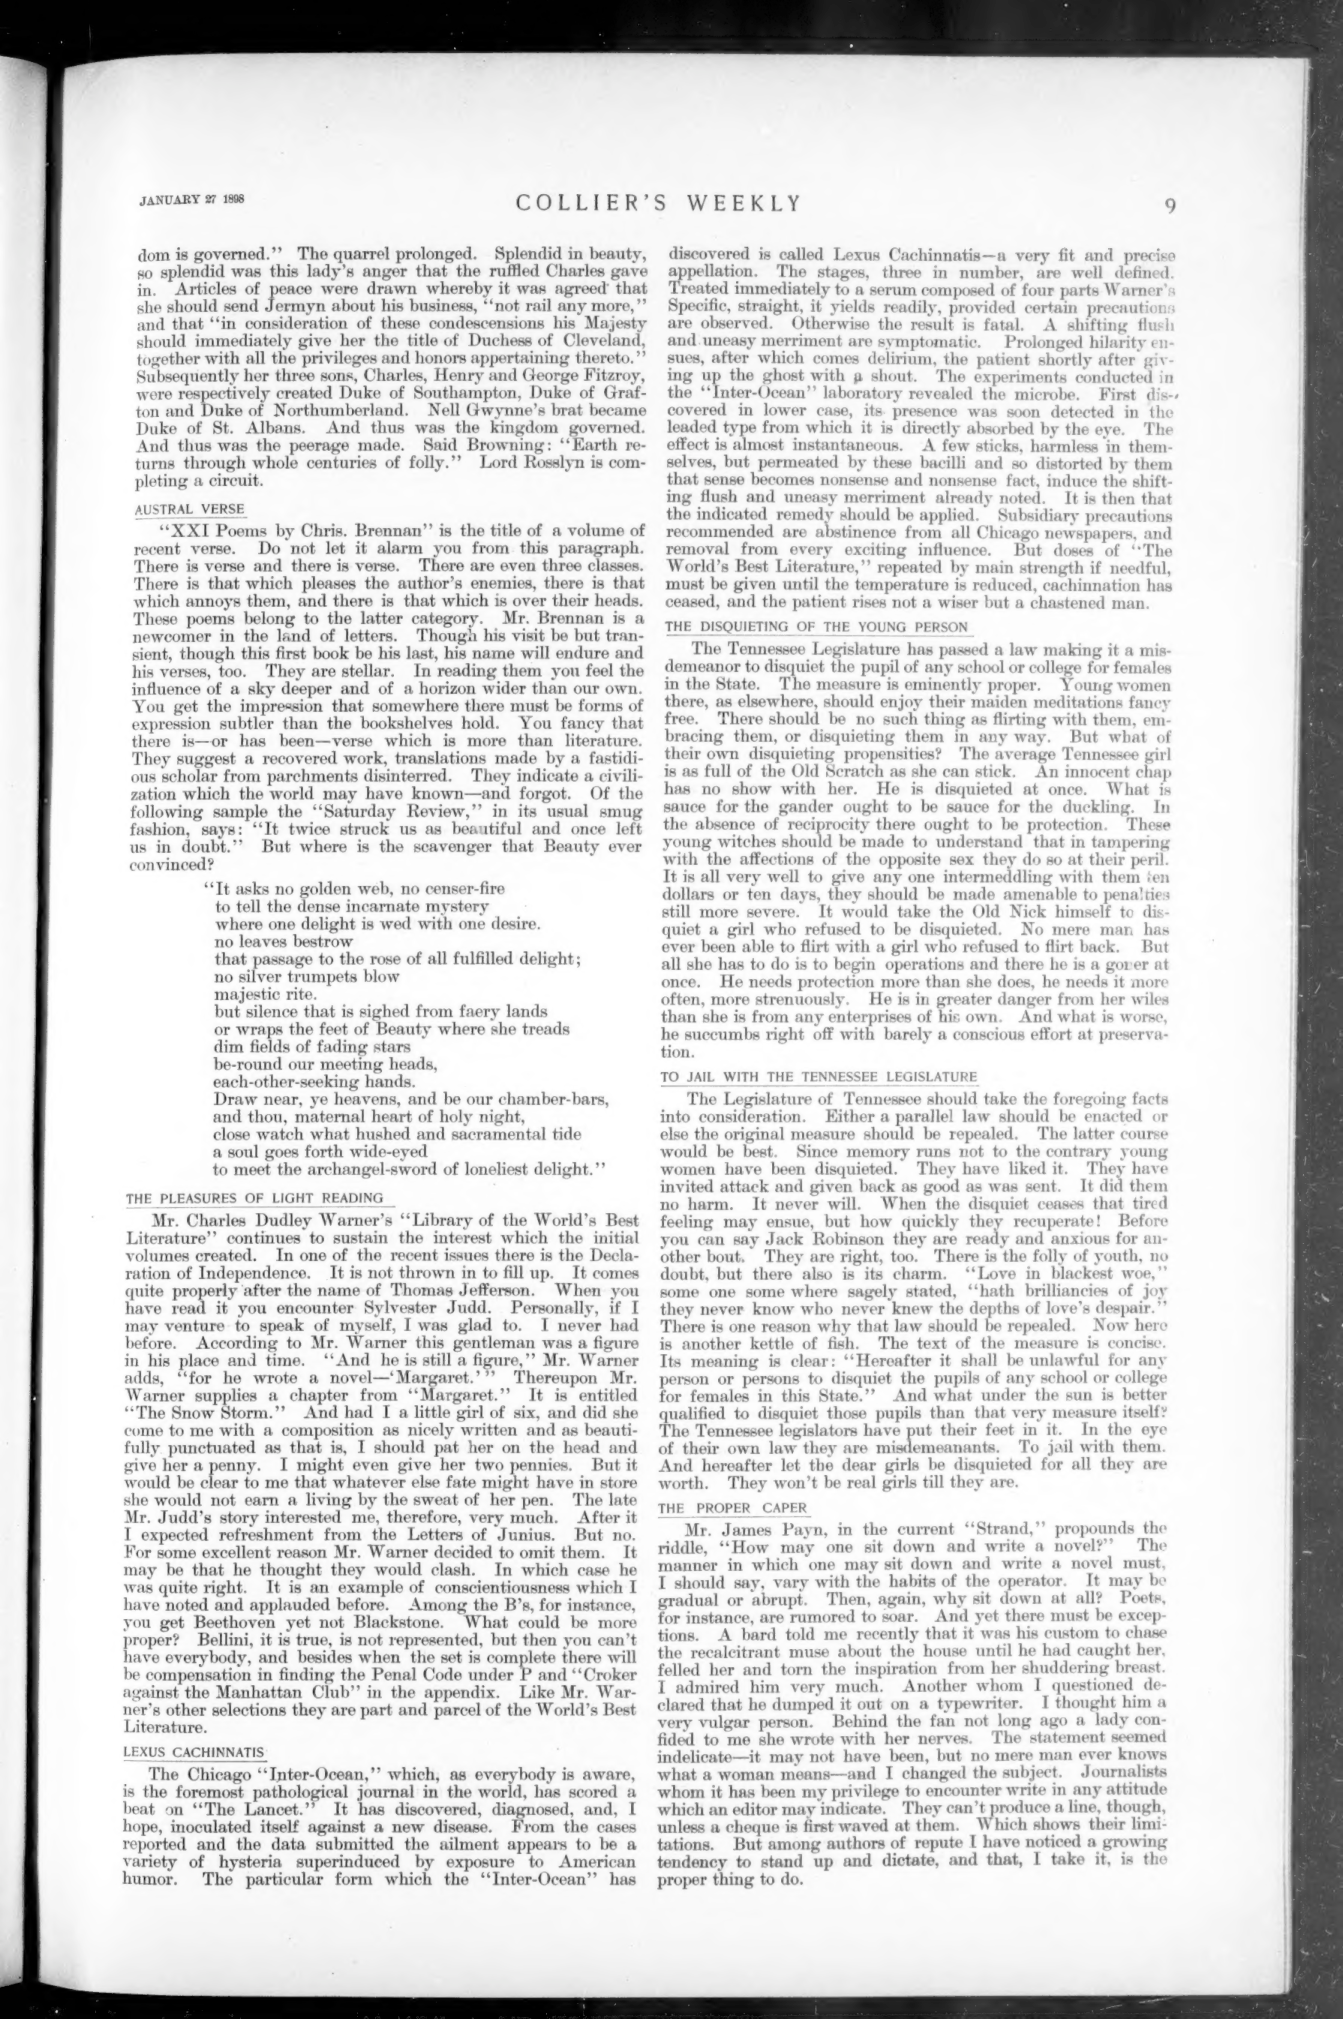 JANUARY 27 1898
COLLIER'S WEEKLY
9
dom is governed." The quarrel prolonged. Splendid in beauty,
so splendid was this lady's anger that the ruffled Charles gave
in. Articles of peace were drawn whereby it was agreed that
she should send Jermyn about his business, "not rail any more,"
and that "in consideration of these condescensions his Majesty
should immediately give her the title of Duchess of Cleveland,
together with all the privileges and honors appertaining thereto."
Subsequently her three sons, Charles, Henry and George Fitzroy,
were respectively created Duke of Southampton, Duke of Graf-
ton and Duke of Northumberland. Nell Gwynne's brat became
Duke of St. Albans. And thus was the kingdom governed.
And thus was the peerage made. Said Browning: "Earth re-
turns through whole centuries of folly." Lord Rosslyn is com-
pleting a circuit.
AUSTRAL VERSE
"XXI Poems by Chris. Brennan" is the title of a volume of
recent verse. Do not let it alarm you from this paragraph.
There is verse and there is verse. There are even three classes.
There is that which pleases the author's enemies, there is that
which annoys them, and there is that which is over their heads.
These poems belong to the latter category. Mr. Brennan is a
newcomer in the land of letters. Though his visit be but tran-
sient, though this first book be his last, his name will endure and
his verses, too. They are stellar. In reading them you feel the
influence of a sky deeper and of a horizon wider than our own.
You get the impression that somewhere there must be forms of
expression subtler than the bookshelves hold. You fancy that
there is—or has been—verse which is more than literature.
They suggest a recovered work, translations made by a fastidi-
ous scholar from parchments disinterred. They indicate a civili-
zation which the world may have known—and forgot. Of the
following sample the "Saturday Review," in its usual smug
fashion, says: "It twice struck us as beautiful and once left
us in doubt." But where is the scavenger that Beauty ever
convinced?
"It asks no golden web, no censer-fire
to tell the dense incarnate mystery
where one delight is wed with one desire.
no leaves bestrow
that passage to the rose of all fulfilled delight;
no silver trumpets blow
majestic rite.
but silence that is sighed from faery lands
or wraps the feet of Beauty where she treads
dim fields of fading stars
be-round our meeting heads,
each-other-seeking hands.
Draw near, ye heavens, and be our chamber-bars,
and thou, maternal heart of holy night,
close watch what hushed and sacramental tide
a soul goes forth wide-eyed
to meet the archangel-sword of loneliest delight."
THE PLEASURES OF LIGHT READING
Mr. Charles Dudley Warner's "Library of the World's Best
Literature" continues to sustain the interest which the initial
volumes created. In one of the recent issues there is the Decla-
ration of Independence. It is not thrown in to fill up. It comes
quite properly after the name of Thomas Jefferson. When you
have read it you encounter Sylvester Judd. Personally, if I
may venture to speak of myself, I was glad to. I never had
before. According to Mr. Warner this gentleman was a figure
in his place and time. "And he is still a figure," Mr. Warner
adds, "for he wrote a novel—'Margaret.'" Thereupon Mr.
Warner supplies a chapter from "Margaret." It is entitled
"The Snow Storm." And had I a little girl of six, and did she
come to me with a composition as nicely written and as beauti-
fully punctuated as that is, I should pat her on the head and
give her a penny. I might even give her two pennies. But it
would be clear to me that whatever else fate might have in store
she would not earn a living by the sweat of her pen. The late
Mr. Judd's story interested me, therefore, very much. After it
I expected refreshment from the Letters of Junius. But no.
For some excellent reason Mr. Warner decided to omit them. It
may be that he thought they would clash. In which case he
was quite right. It is an example of conscientiousness which I
have noted and applauded before. Among the B's, for instance,
you get Beethoven yet not Blackstone. What could be more
proper? Bellini, it is true, is not represented, but then you can't
have everybody, and besides when the set is complete there will
be compensation in finding the Penal Code under P and "Croker
against the Manhattan Club" in the appendix. Like Mr. War-
ner's other selections they are part and parcel of the World's Best
Literature.
LEXUS CACHINNATIS
The Chicago "Inter-Ocean," which, as everybody is aware,
is the foremost pathological journal in the world, has scored a
beat on "The Lancet." It has discovered, diagnosed, and, I
hope, inoculated itself against a new disease. From the cases
reported and the data submitted the ailment appears to be a
variety of hysteria superinduced by exposure to American
humor. The particular form which the "Inter-Ocean" has
discovered is called Lexus Cachinnatis—a very fit and precise
appellation. The stages, three in number, are well defined.
Treated immediately to a serum composed of four parts Warner's
Specific, straight, it yields readily, provided certain precautions
are observed. Otherwise the result is fatal. A shifting flush
and uneasy merriment are symptomatic. Prolonged hilarity en-
sues, after which comes delirium, the patient shortly after giv-
ing up the ghost with a shout. The experiments conducted in
the "Inter-Ocean" laboratory revealed the microbe. First dis-
covered in lower case, its presence was soon detected in the
leaded type from which it is directly absorbed by the eye. The
effect is almost instantaneous. A few sticks, harmless in them-
selves, but permeated by these bacilli and so distorted by them
that sense becomes nonsense and nonsense fact, induce the shift-
ing flush and uneasy merriment already noted. It is then that
the indicated remedy should be applied. Subsidiary precautions
recommended are abstinence from all Chicago newspapers, and
removal from every exciting influence. But doses of "The
World's Best Literature," repeated by main strength if needful,
must be given until the temperature is reduced, cachinnation has
ceased, and the patient rises not a wiser but a chastened man.
THE DISQUIETING OF THE YOUNG PERSON
The Tennessee Legislature has passed a law making it a mis-
demeanor to disquiet the pupil of any school or college for females
in the State. The measure is eminently proper. Young women
there, as elsewhere, should enjoy their maiden meditations fancy
free. There should be no such thing as flirting with them, em-
bracing them, or disquieting them in any way. But what of
their own disquieting propensities? The average Tennessee girl
is as full of the Old Scratch as she can stick. An innocent chap
has no show with her. He is disquieted at once. What is
sauce for the gander ought to be sauce for the duckling. In
the absence of reciprocity there ought to be protection. These
young witches should be made to understand that in tampering
with the affections of the opposite sex they do so at their peril.
It is all very well to give any one intermeddling with them ten
dollars or ten days, they should be made amenable to penalties
still more severe. It would take the Old Nick himself to dis-
quiet a girl who refused to be disquieted. No mere man has
ever been able to flirt with a girl who refused to flirt back. But
all she has to do is to begin operations and there he is a goner at
once. He needs protection more than she does, he needs it more
often, more strenuously. He is in greater danger from her wiles
than she is from any enterprises of his own. And what is worse,
he succumbs right off with barely a conscious effort at preserva-
tion.
TO JAIL WITH THE TENNESSEE LEGISLATURE
The Legislature of Tennessee should take the foregoing facts
into consideration. Either a parallel law should be enacted or
else the original measure should be repealed. The latter course
would be best. Since memory runs not to the contrary young
women have been disquieted. They have liked it. They have
invited attack and given back as good as was sent. It did them
no harm. It never will. When the disquiet ceases that tired
feeling may ensue, but how quickly they recuperate! Before
you can say Jack Robinson they are ready and anxious for an-
other bout. They are right, too. There is the folly of youth, no
doubt, but there also is its charm. "Love in blackest woe,"
some one some where sagely stated, "hath brilliancies of joy
they never know who never knew the depths of love's despair."
There is one reason why that law should be repealed. Now here
is another kettle of fish. The text of the measure is concise.
Its meaning is clear: "Hereafter it shall be unlawful for any
person or persons to disquiet the pupils of any school or college
for females in this State." And what under the sun is better
qualified to disquiet those pupils than that very measure itself?
The Tennessee legislators have put their feet in it. In the eye
of their own law they are misdemeanants. To jail with them.
And hereafter let the dear girls be disquieted for all they are
worth. They won't be real girls till they are.
THE PROPER CAPER
Mr. James Payn, in the current "Strand," propounds the
riddle, "How may one sit down and write a novel?" The
manner in which one may sit down and write a novel must,
I should say, vary with the habits of the operator. It may be
gradual or abrupt. Then, again, why sit down at all? Poets,
for instance, are rumored to soar. And yet there must be excep-
tions. A bard told me recently that it was his custom to chase
the recalcitrant muse about the house until he had caught her,
felled her and torn the inspiration from her shuddering breast.
I admired him very much. Another whom I questioned de-
clared that he dumped it out on a typewriter. I thought him a
very vulgar person. Behind the fan not long ago a lady con-
fided to me she wrote with her nerves. The statement seemed
indelicate—it may not have been, but no mere man ever knows
what a woman means—and I changed the subject. Journalists
whom it has been my privilege to encounter write in any attitude
which an editor may indicate. They can't produce a line, though,
unless a cheque is first waved at them. Which shows their limi-
tations. But among authors of repute I have noticed a growing
tendency to stand up and dictate, and that, I take it, is the
proper thing to do.